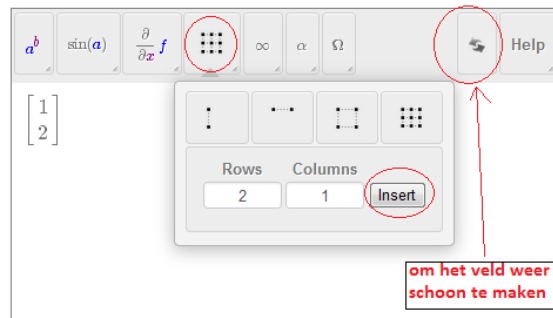 a^b sin(a) ∂/∂x f ∞ α Ω Help
1
2
Rows Columns
2 1 Insert
om het veld weer
schoon te maken